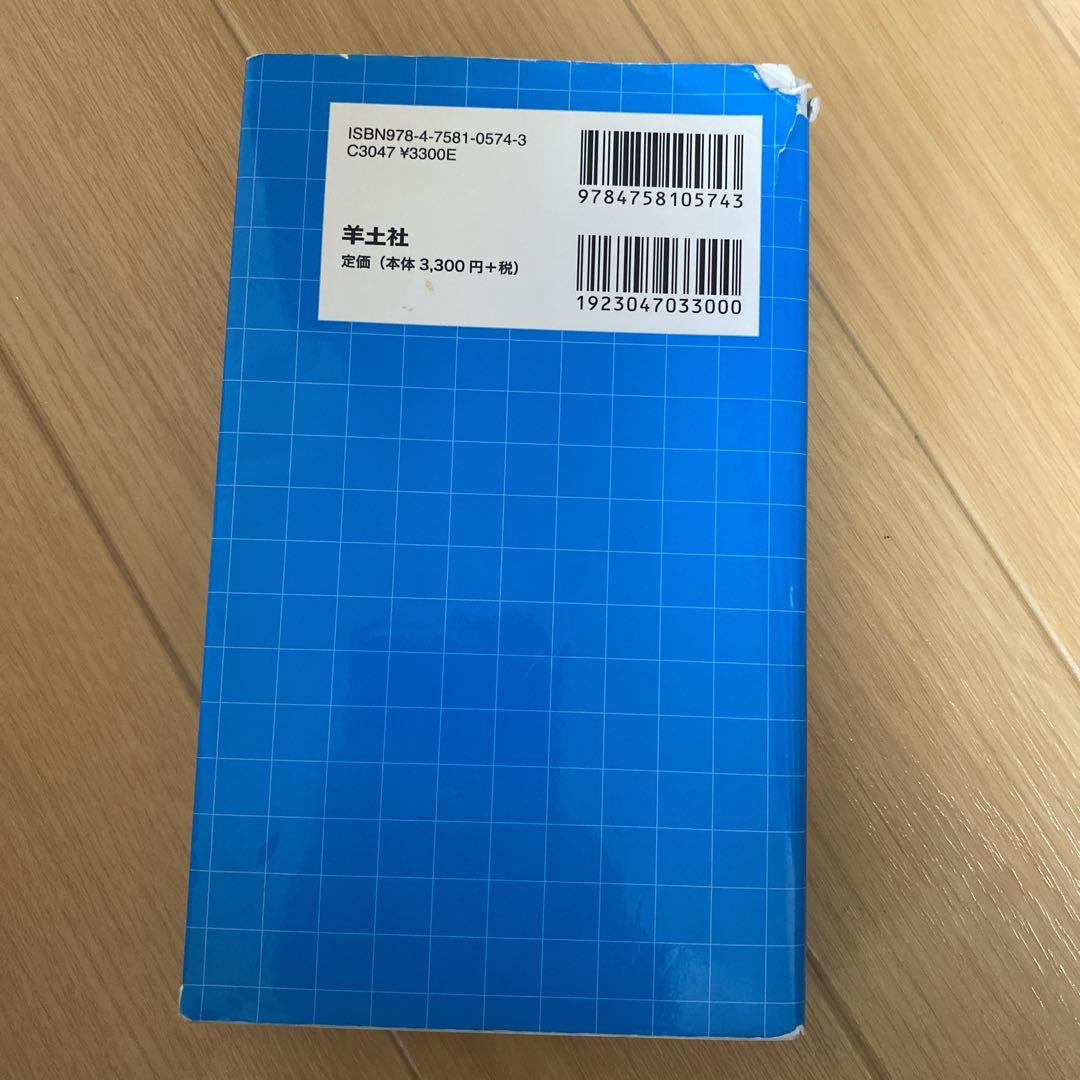 ISBN978-4-7581-0574-3
C3047 ¥3300E
9784758105743
羊土社
定価（本体 3,300 円＋税）
1923047033000